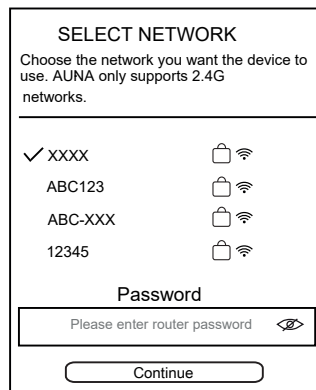 SELECT NETWORK
Choose the network you want the device to
use. AUNA only supports 2.4G
networks.
XXXX
ABC123
ABC-XXX
12345
Password
Please enter router password
Continue